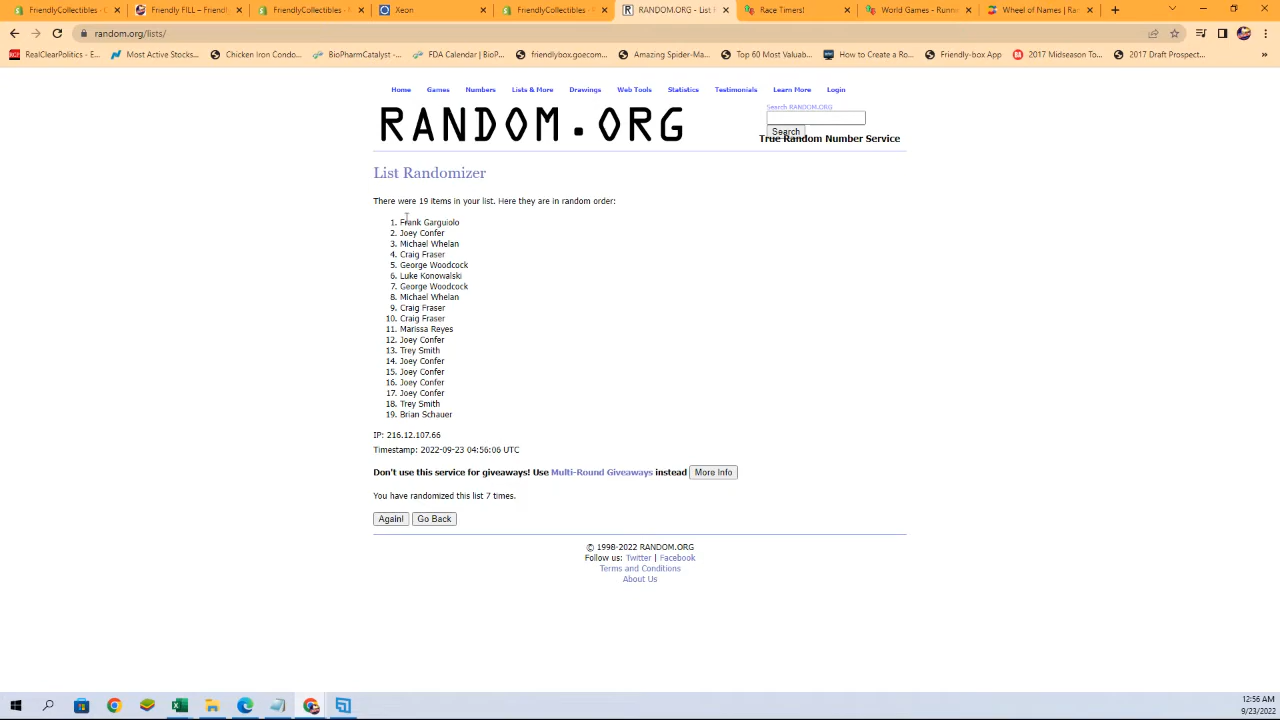 FriendlyCollectibles - C
Friendly FILL – Friend
FriendlyCollectibles · C
Xeon
FriendlyCollectibles · C
RANDOM.ORG - List R
Race Timers!
World Games - Runne
Wheel of Names | Ran
random.org/lists/
RealClearPolitics - E...
Most Active Stocks...
Chicken Iron Condo...
BioPharmCatalyst -...
FDA Calendar | BioP...
friendlybox.goecom...
Amazing Spider-Ma...
Top 60 Most Valuab...
How to Create a Ro...
Friendly-box App
2017 Midseason To...
2017 Draft Prospect...
»
Home Games Numbers Lists & More Drawings Web Tools Statistics Testimonials Learn More Login
RANDOM.ORG
Search RANDOM.ORG
Search
True Random Number Service
List Randomizer
There were 19 items in your list. Here they are in random order:
1. Frank Garguiolo
2. Joey Confer
3. Michael Whelan
4. Craig Fraser
5. George Woodcock
6. Luke Konowalski
7. George Woodcock
8. Michael Whelan
9. Craig Fraser
10. Craig Fraser
11. Marissa Reyes
12. Joey Confer
13. Trey Smith
14. Joey Confer
15. Joey Confer
16. Joey Confer
17. Joey Confer
18. Trey Smith
19. Brian Schauer
IP: 216.12.107.66
Timestamp: 2022-09-23 04:56:06 UTC
Don't use this service for giveaways! Use Multi-Round Giveaways instead More Info
You have randomized this list 7 times.
Again! Go Back
© 1998-2022 RANDOM.ORG
Follow us: Twitter | Facebook
Terms and Conditions
About Us
12:56 AM
9/23/2022